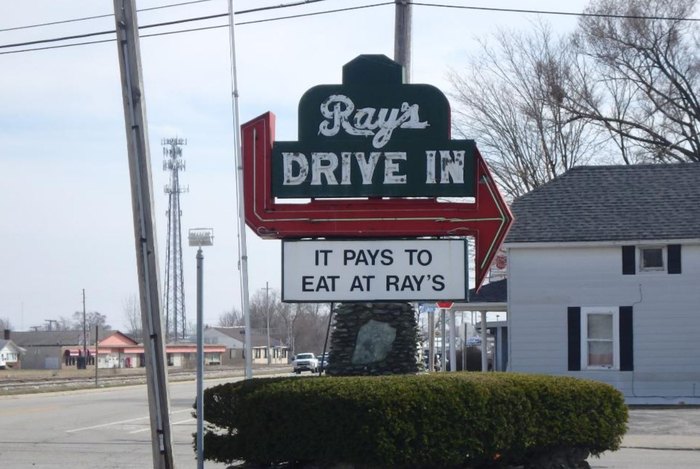 Ray's
DRIVE IN
IT PAYS TO
EAT AT RAY'S